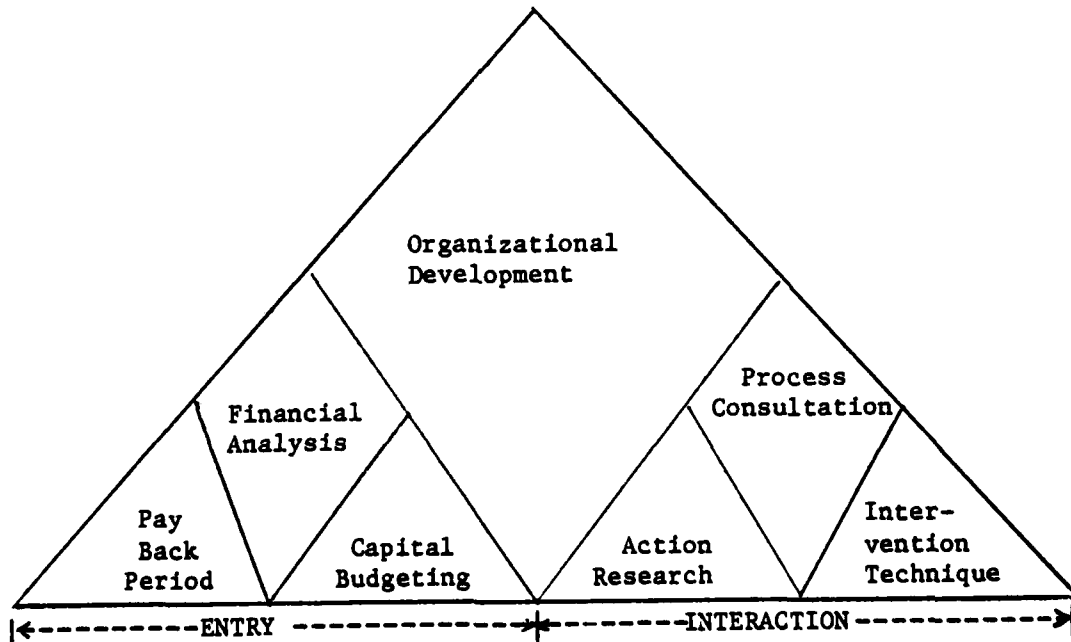 Organizational
Development
Process
Consultation
Financial
Analysis
Pay
Back
Period
Capital
Budgeting
Action
Research
Inter-
vention
Technique
ENTRY
INTERACTION